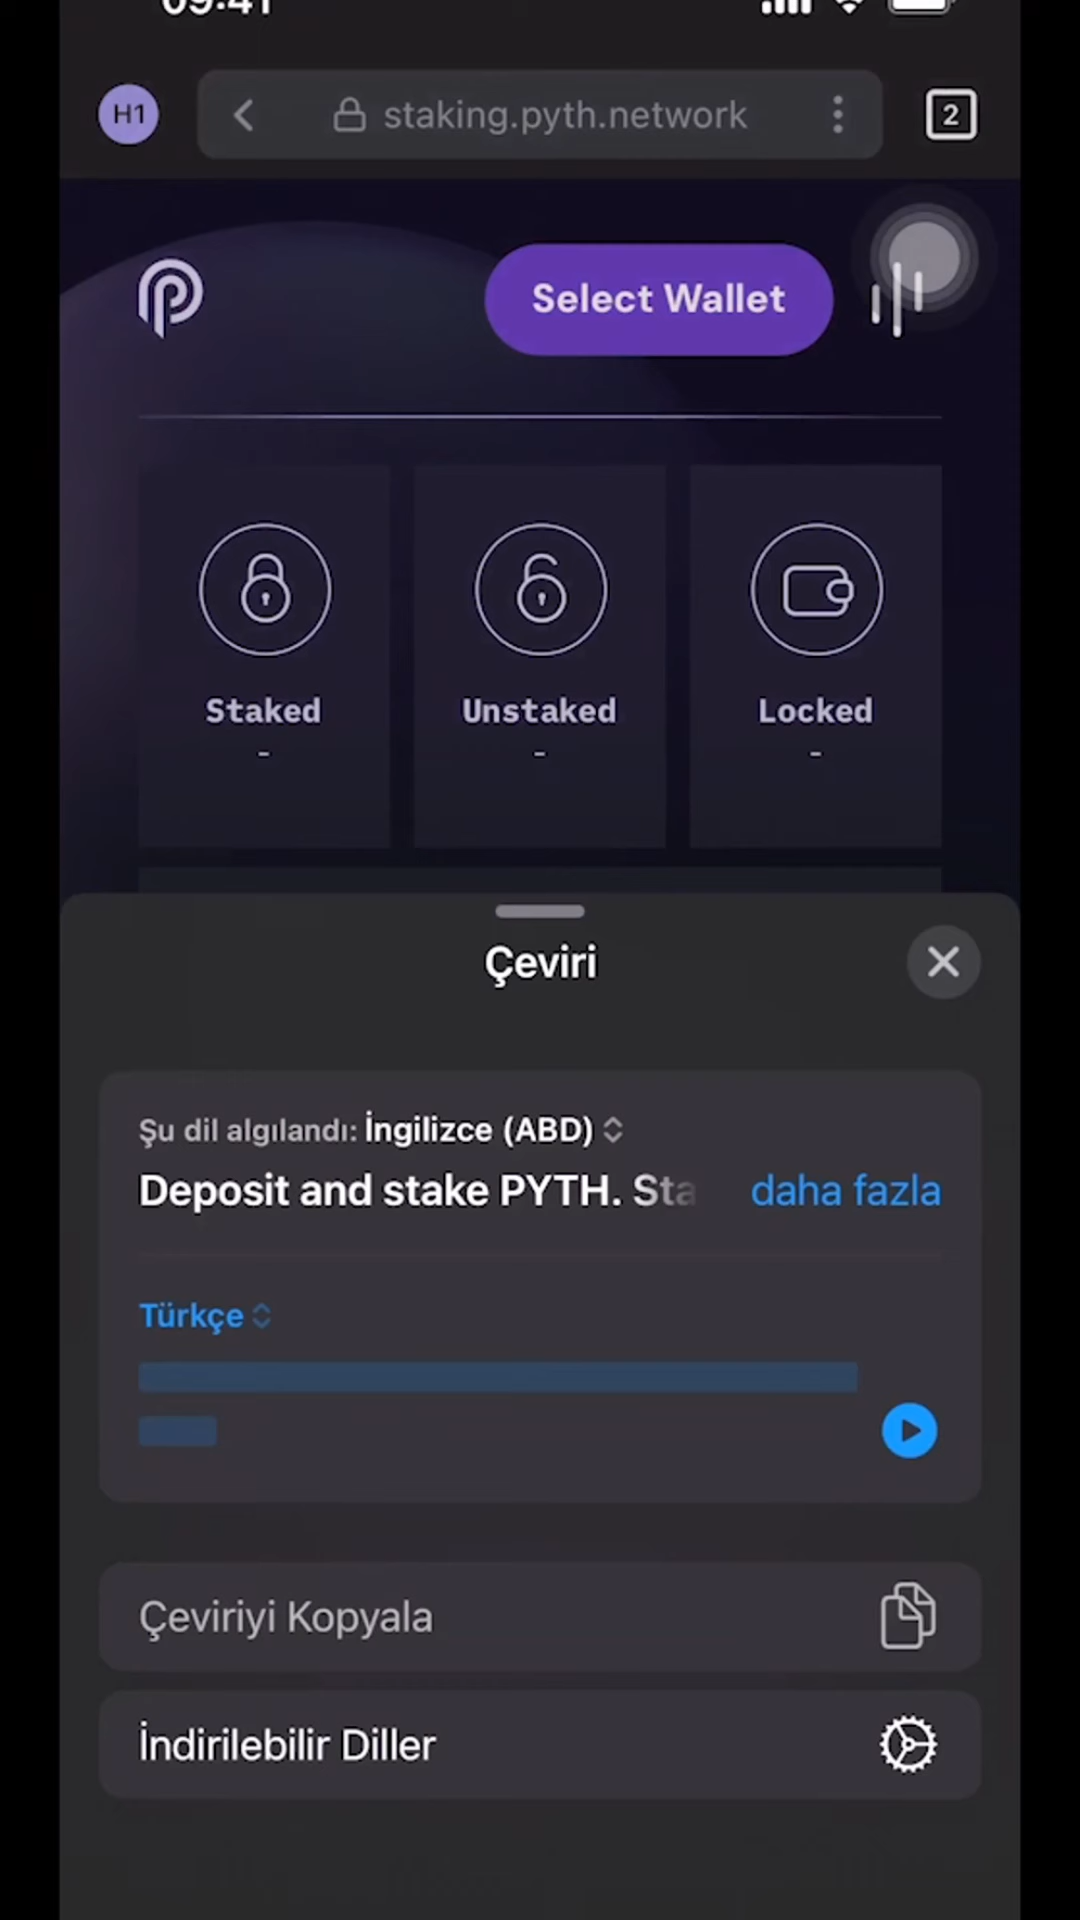 09:41
H1
staking.pyth.network
2
Select Wallet
Staked
Unstaked
Locked
-
-
-
Çeviri
Şu dil algılandı: İngilizce (ABD)
Deposit and stake PYTH. Sta
daha fazla
Türkçe
Çeviriyi Kopyala
İndirilebilir Diller